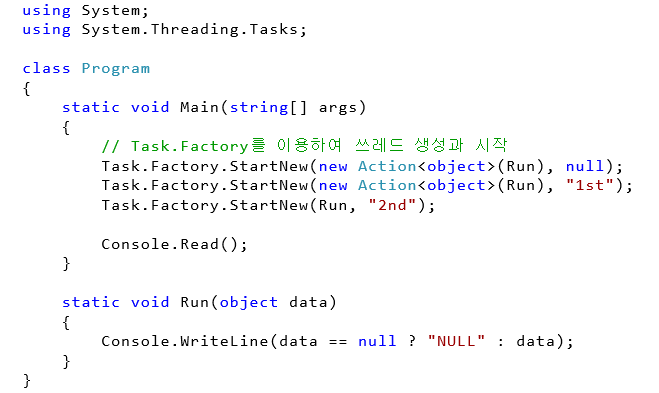 using System;
using System.Threading.Tasks;

class Program
{
    static void Main(string[] args)
    {
        // Task.Factory를 이용하여 쓰레드 생성과 시작
        Task.Factory.StartNew(new Action<object>(Run), null);
        Task.Factory.StartNew(new Action<object>(Run), "1st");
        Task.Factory.StartNew(Run, "2nd");

        Console.Read();
    }

    static void Run(object data)
    {
        Console.WriteLine(data == null ? "NULL" : data);
    }
}